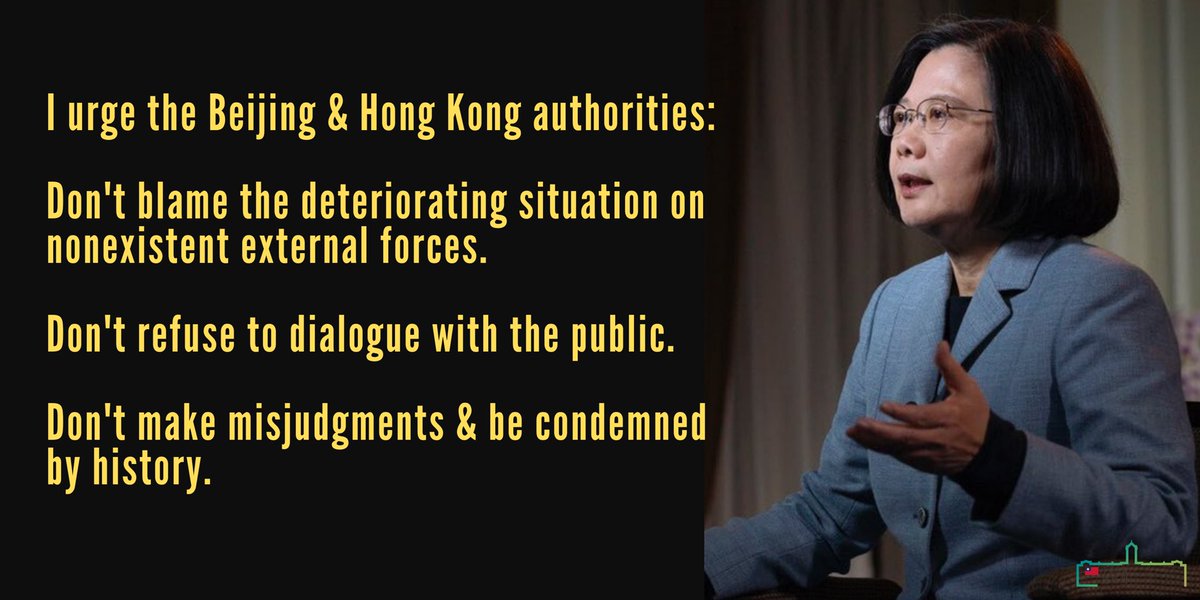 I urge the Beijing & Hong Kong authorities:
Don't blame the deteriorating situation on
nonexistent external forces.
Don't refuse to dialogue with the public.
Don't make misjudgments & be condemned
by history.